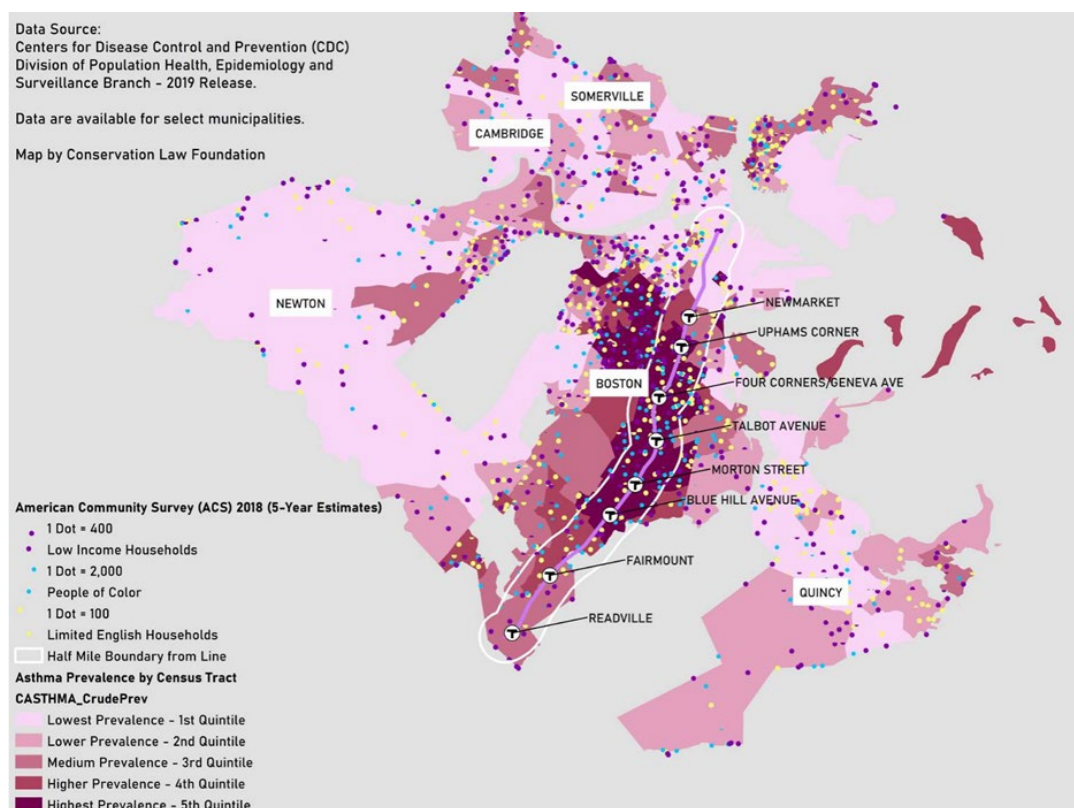 Data Source:
Centers for Disease Control and Prevention (CDC)
Division of Population Health, Epidemiology and
Surveillance Branch - 2019 Release.
Data are available for select municipalities.
Map by Conservation Law Foundation
SOMERVILLE
CAMBRIDGE
NEWTON
NEWMARKET
UPHAMS CORNER
BOSTON
FOUR CORNERS/GENEVA AVE
TALBOT AVENUE
MORTON STREET
BLUE HILL AVENUE
FAIRMOUNT
QUINCY
READVILLE
American Community Survey (ACS) 2018 (5-Year Estimates)
1 Dot = 400
Low Income Households
1 Dot = 2,000
People of Color
1 Dot = 100
Limited English Households
Half Mile Boundary from Line
Asthma Prevalence by Census Tract
CASTHMA_CrudePrev
Lowest Prevalence - 1st Quintile
Lower Prevalence - 2nd Quintile
Medium Prevalence - 3rd Quintile
Higher Prevalence - 4th Quintile
Highest Prevalence - 5th Quintile